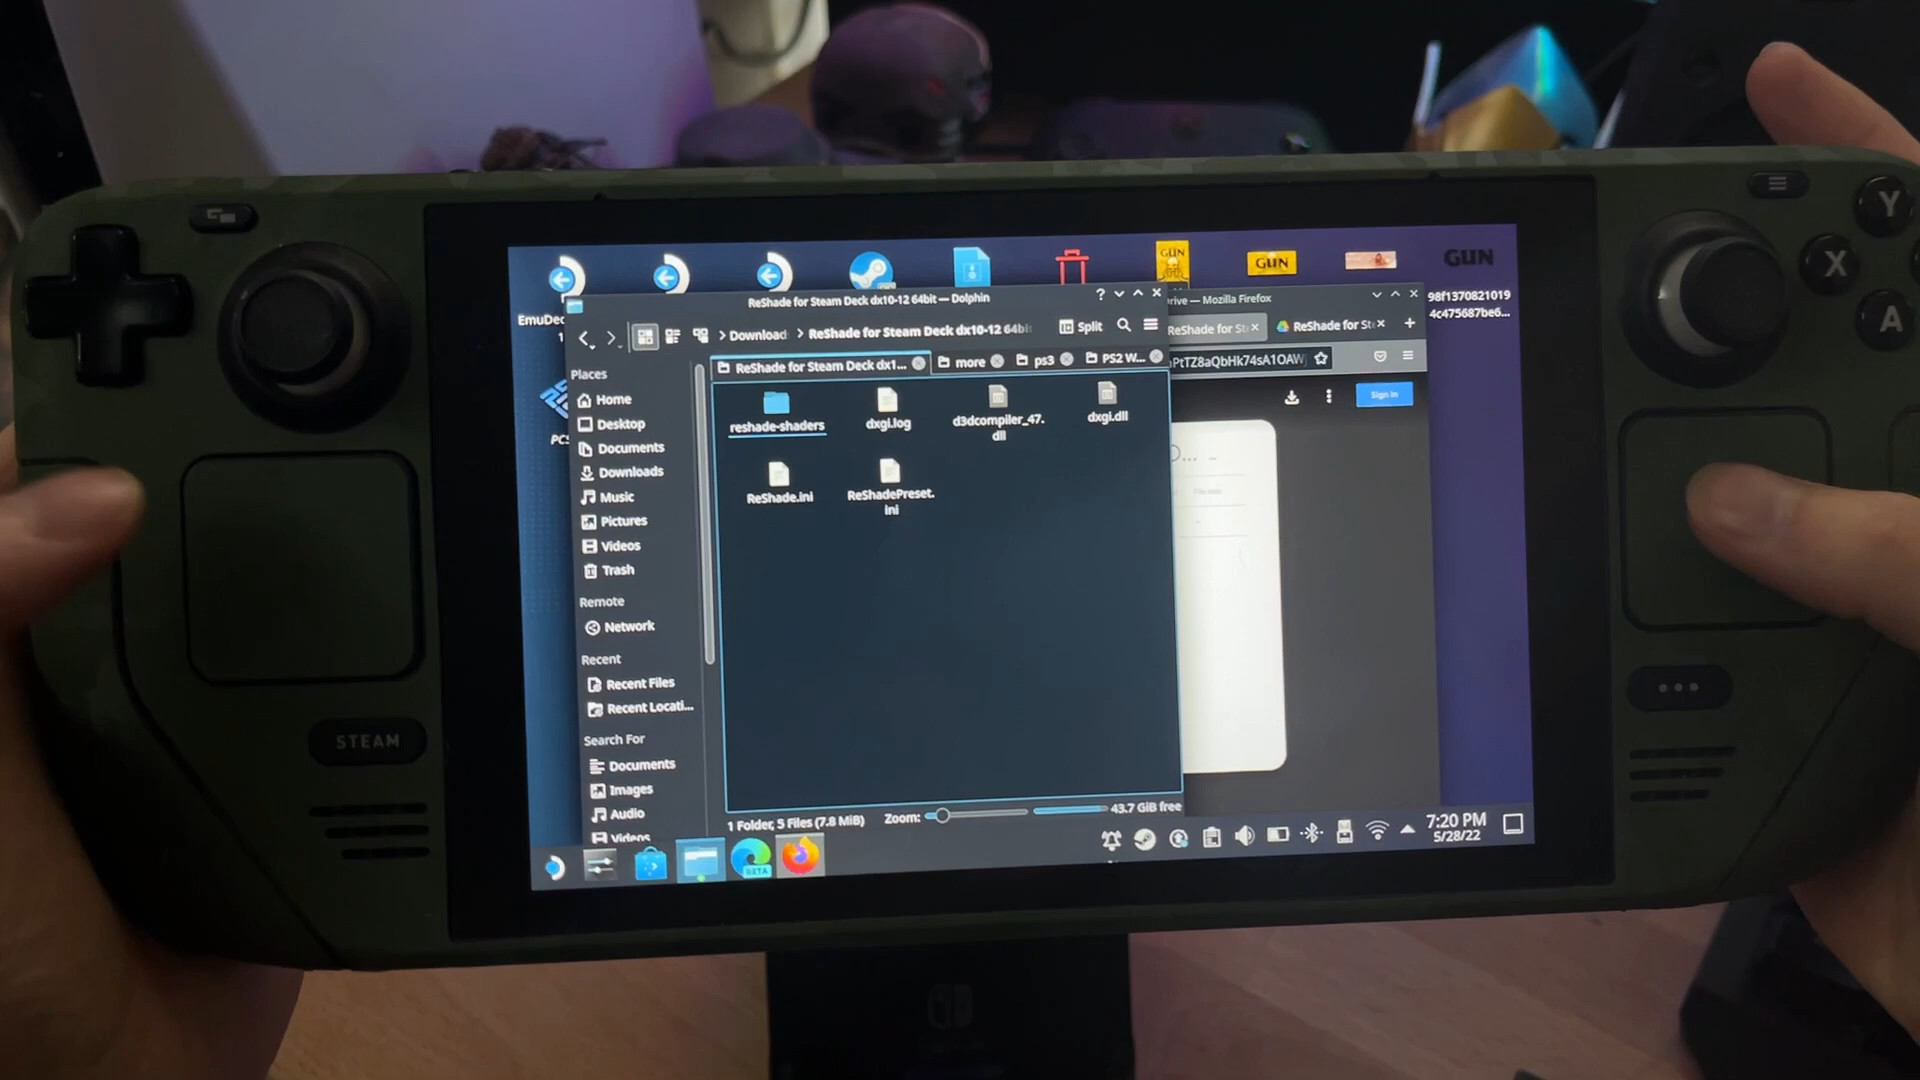 Y
X
A
STEAM
EmuDec
GUN
GUN
GUN
98f1370821019
4c475687be6...
ReShade for Steam Deck dx10-12 64bit — Dolphin
rive — Mozilla Firefox
Download
ReShade for Steam Deck dx10-12 64bi
Split
ReShade for St
ReShade for St
ReShade for Steam Deck dx1...
more
ps3
PS2 W...
PtTZ8aQbHk74sA1OAW
Sign in
Places
Home
Desktop
Documents
Downloads
Music
Pictures
Videos
Trash
Remote
Network
Recent
Recent Files
Recent Locati...
Search For
Documents
Images
Audio
Videos
reshade-shaders
dxgi.log
d3dcompiler_47.
dll
dxgi.dll
ReShade.ini
ReShadePreset.
ini
PCS
1 Folder, 5 Files (7.8 MiB)
Zoom:
43.7 GiB free
BETA
7:20 PM
5/28/22